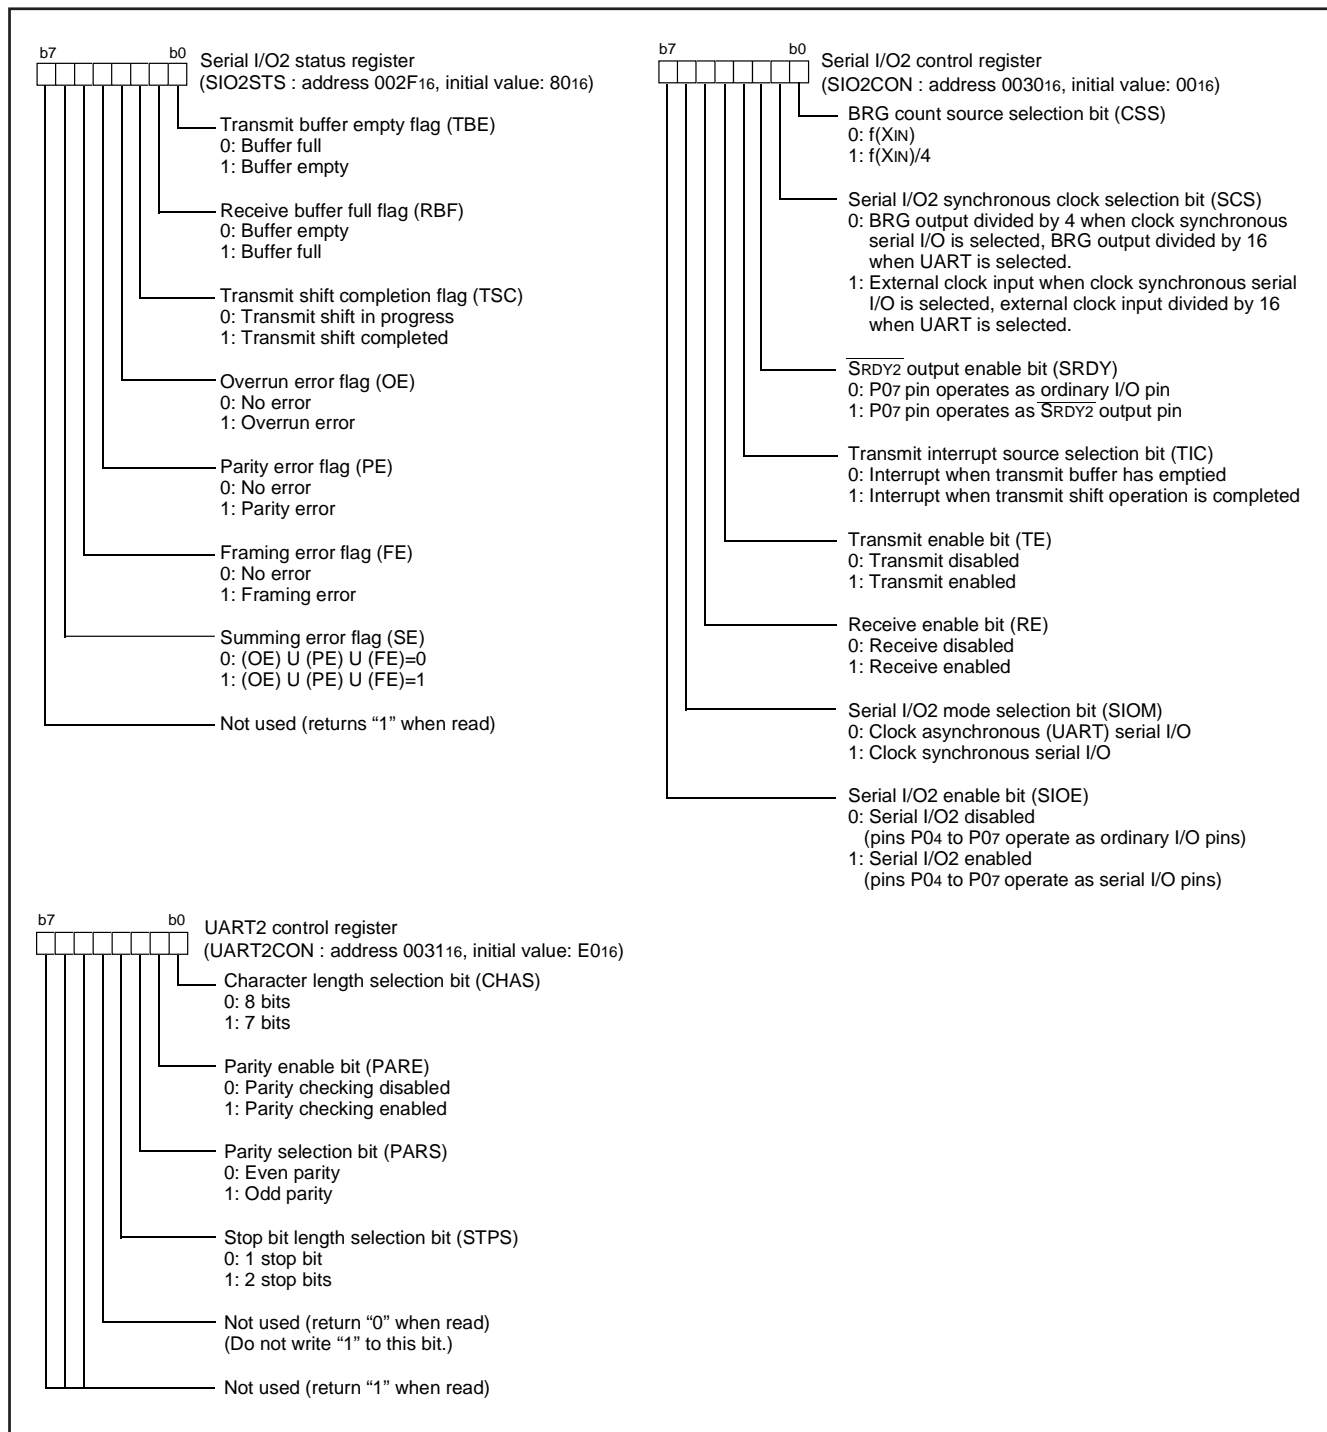 b7 b0 Serial I/O2 status register
(SIO2STS : address 002F16, initial value: 8016)
Transmit buffer empty flag (TBE)
0: Buffer full
1: Buffer empty
Receive buffer full flag (RBF)
0: Buffer empty
1: Buffer full
Transmit shift completion flag (TSC)
0: Transmit shift in progress
1: Transmit shift completed
Overrun error flag (OE)
0: No error
1: Overrun error
Parity error flag (PE)
0: No error
1: Parity error
Framing error flag (FE)
0: No error
1: Framing error
Summing error flag (SE)
0: (OE) U (PE) U (FE)=0
1: (OE) U (PE) U (FE)=1
Not used (returns “1” when read)
b7 b0 Serial I/O2 control register
(SIO2CON : address 003016, initial value: 0016)
BRG count source selection bit (CSS)
0: f(XIN)
1: f(XIN)/4
Serial I/O2 synchronous clock selection bit (SCS)
0: BRG output divided by 4 when clock synchronous
serial I/O is selected, BRG output divided by 16
when UART is selected.
1: External clock input when clock synchronous serial
I/O is selected, external clock input divided by 16
when UART is selected.
SRDY2 output enable bit (SRDY)
0: P07 pin operates as ordinary I/O pin
1: P07 pin operates as SRDY2 output pin
Transmit interrupt source selection bit (TIC)
0: Interrupt when transmit buffer has emptied
1: Interrupt when transmit shift operation is completed
Transmit enable bit (TE)
0: Transmit disabled
1: Transmit enabled
Receive enable bit (RE)
0: Receive disabled
1: Receive enabled
Serial I/O2 mode selection bit (SIOM)
0: Clock asynchronous (UART) serial I/O
1: Clock synchronous serial I/O
Serial I/O2 enable bit (SIOE)
0: Serial I/O2 disabled
(pins P04 to P07 operate as ordinary I/O pins)
1: Serial I/O2 enabled
(pins P04 to P07 operate as serial I/O pins)
b7 b0 UART2 control register
(UART2CON : address 003116, initial value: E016)
Character length selection bit (CHAS)
0: 8 bits
1: 7 bits
Parity enable bit (PARE)
0: Parity checking disabled
1: Parity checking enabled
Parity selection bit (PARS)
0: Even parity
1: Odd parity
Stop bit length selection bit (STPS)
0: 1 stop bit
1: 2 stop bits
Not used (return “0” when read)
(Do not write “1” to this bit.)
Not used (return “1” when read)